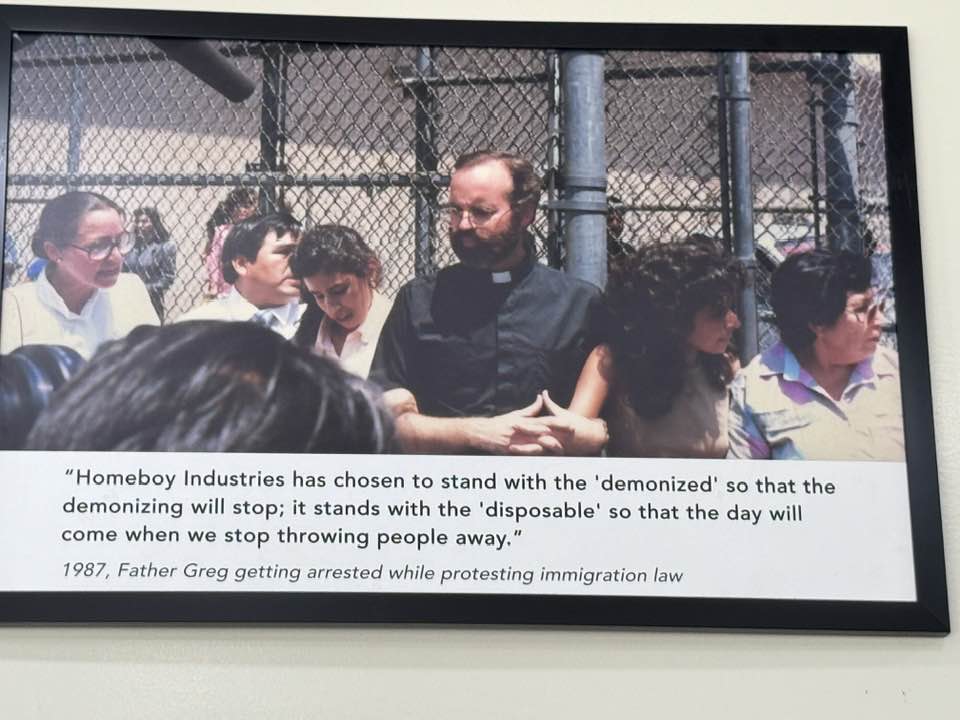 "Homeboy Industries has chosen to stand with the 'demonized' so that the
demonizing will stop; it stands with the 'disposable' so that the day will
come when we stop throwing people away."
1987, Father Greg getting arrested while protesting immigration law